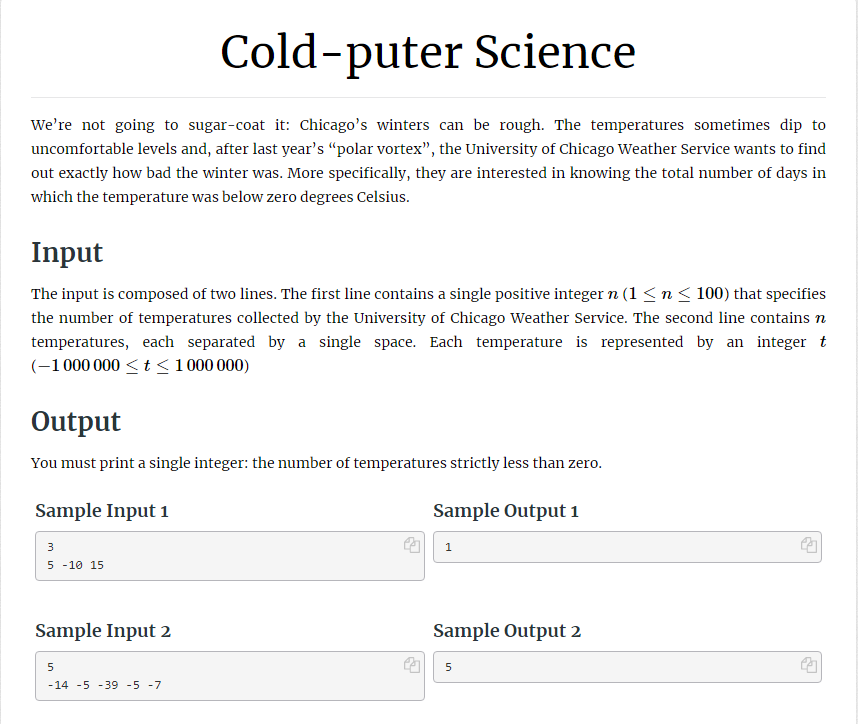 Cold-puter Science
We’re not going to sugar-coat it: Chicago’s winters can be rough. The temperatures sometimes dip to
uncomfortable levels and, after last year’s “polar vortex”, the University of Chicago Weather Service wants to find
out exactly how bad the winter was. More specifically, they are interested in knowing the total number of days in
which the temperature was below zero degrees Celsius.
Input
The input is composed of two lines. The first line contains a single positive integer n (1 ≤ n ≤ 100) that specifies
the number of temperatures collected by the University of Chicago Weather Service. The second line contains n
temperatures, each separated by a single space. Each temperature is represented by an integer t
(−1 000 000 ≤ t ≤ 1 000 000)
Output
You must print a single integer: the number of temperatures strictly less than zero.
Sample Input 1
Sample Output 1
3
5 -10 15
1
Sample Input 2
Sample Output 2
5
-14 -5 -39 -5 -7
5